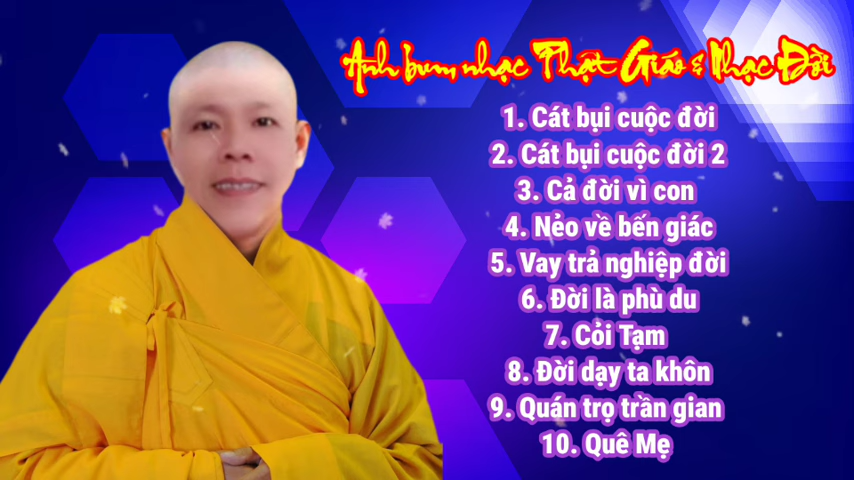 Anh bum nhạc Phật Giáo & Nhạc Đời
1. Cát bụi cuộc đời
2. Cát bụi cuộc đời 2
3. Cả đời vì con
4. Nẻo về bến giác
5. Vay trả nghiệp đời
6. Đời là phù du
7. Cỏi Tạm
8. Đời dạy ta khôn
9. Quán trọ trần gian
10. Quê Mẹ